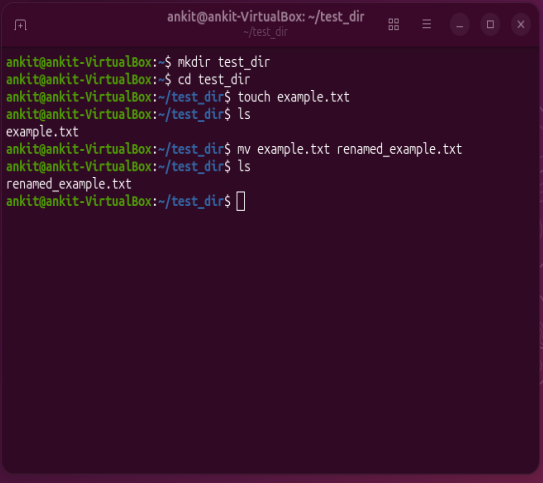 ankit@ankit-VirtualBox: ~/test_dir
~/test_dir
ankit@ankit-VirtualBox:~$ mkdir test_dir
ankit@ankit-VirtualBox:~$ cd test_dir
ankit@ankit-VirtualBox:~/test_dir$ touch example.txt
ankit@ankit-VirtualBox:~/test_dir$ ls
example.txt
ankit@ankit-VirtualBox:~/test_dir$ mv example.txt renamed_example.txt
ankit@ankit-VirtualBox:~/test_dir$ ls
renamed_example.txt
ankit@ankit-VirtualBox:~/test_dir$